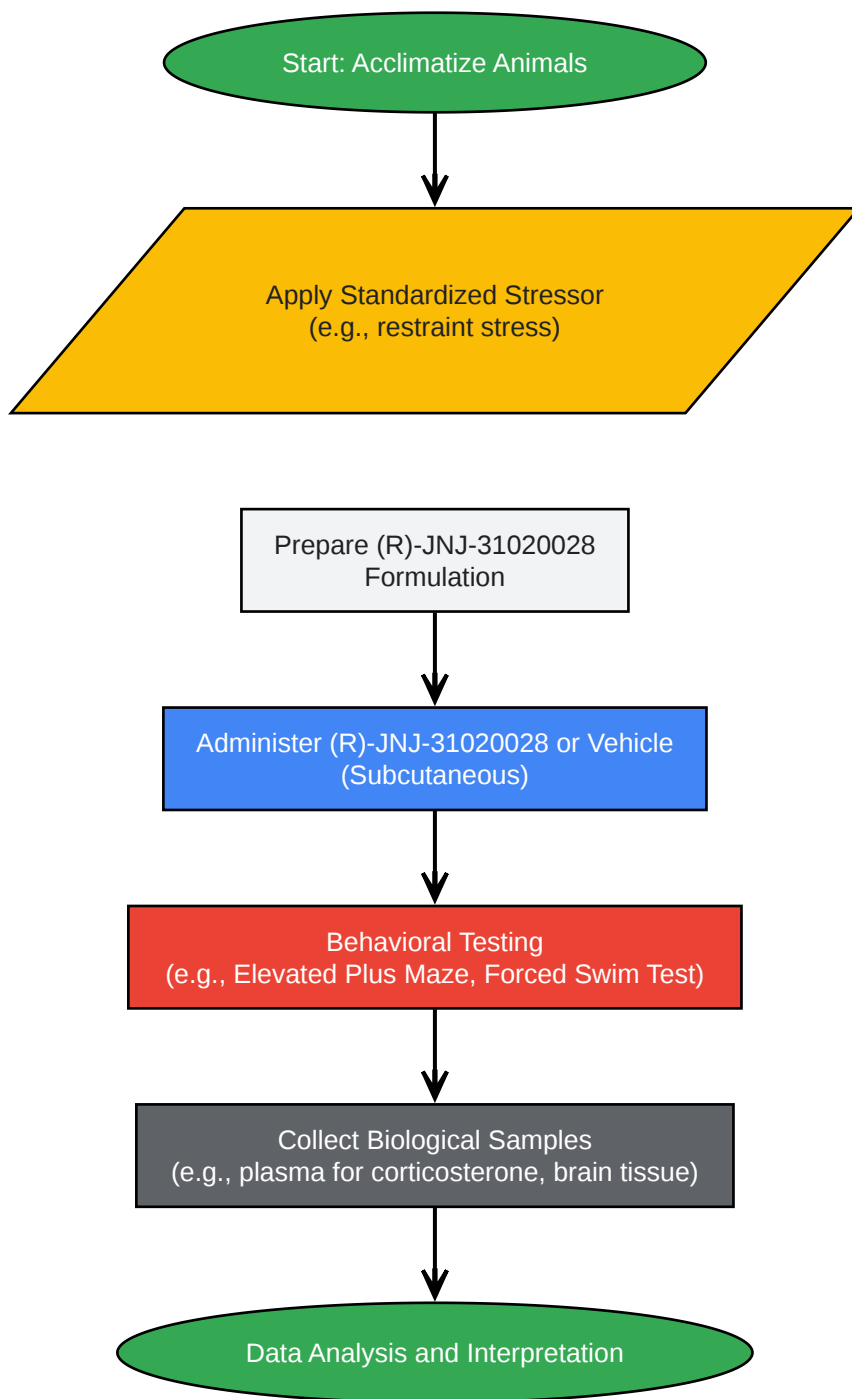 Start: Acclimatize Animals
Apply Standardized Stressor
(e.g., restraint stress)
Prepare (R)-JNJ-31020028
Formulation
Administer (R)-JNJ-31020028 or Vehicle
(Subcutaneous)
Behavioral Testing
(e.g., Elevated Plus Maze, Forced Swim Test)
Collect Biological Samples
(e.g., plasma for corticosterone, brain tissue)
Data Analysis and Interpretation